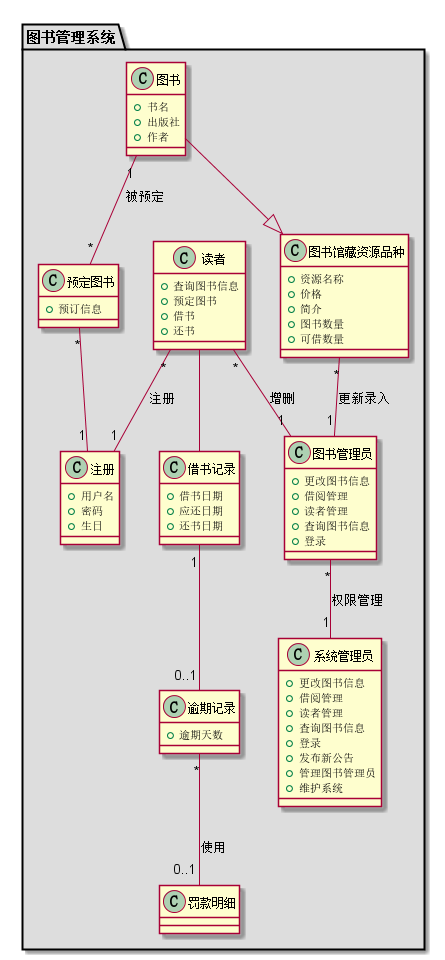 图书管理系统
C 图书
书名
出版社
作者
1
被预定
*
C 读者
查询图书信息
预定图书
借书
还书
C 图书馆藏资源品种
资源名称
价格
简介
图书数量
可借数量
C 预定图书
预订信息
*
1
*
注册
1
*
增删
1
*
更新录入
1
C 注册
用户名
密码
生日
C 借书记录
借书日期
应还日期
还书日期
C 图书管理员
更改图书信息
借阅管理
读者管理
查询图书信息
登录
1
0..1
*
权限管理
1
C 系统管理员
更改图书信息
借阅管理
读者管理
查询图书信息
登录
发布新公告
管理图书管理员
维护系统
C 逾期记录
逾期天数
*
使用
0..1
C 罚款明细